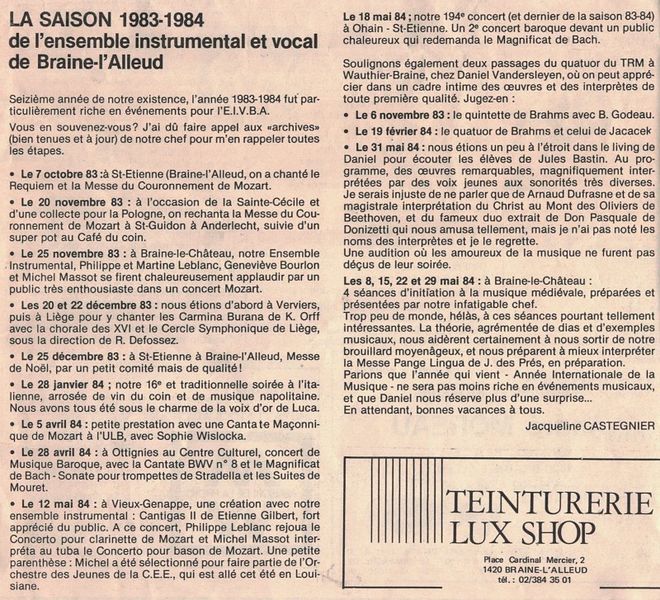 LA SAISON 1983-1984
de l'ensemble instrumental et vocal
de Braine-l'Alleud
Seizième année de notre existence, l'année 1983-1984 fut par-
ticulièrement riche en événements pour l'E.I.V.B.A.
Vous en souvenez-vous? J'ai dû faire appel aux «archives»
(bien tenues et à jour) de notre chef pour m'en rappeler toutes
les étapes.
• Le 7 octobre 83 :à St-Etienne (Braine-l'Alleud, on a chanté le
Requiem et la Messe du Couronnement de Mozart.
• Le 20 novembre 83 : à l'occasion de la Sainte-Cécile et
d'une collecte pour la Pologne, on rechanta la Messe du Cou-
ronnement de Mozart à St-Guidon à Anderlecht, suivie d'un
super pot au Café du coin.
• Le 25 novembre 83 : à Braine-le-Château, notre Ensemble
Instrumental, Philippe et Martine Leblanc, Geneviève Bourlon
et Michel Massot se firent chaleureusement applaudir par un
public très enthousiaste dans un concert Mozart.
• Les 20 et 22 décembre 83 : nous étions d'abord à Verviers,
puis à Liège pour y chanter les Carmina Burana de K. Orff
avec la chorale des XVI et le Cercle Symphonique de Liège,
sous la direction de R. Defossez.
• Le 25 décembre 83 : à St-Etienne à Braine-l'Alleud, Messe
de Noël, par un petit comité mais de qualité!
• Le 28 janvier 84 ; notre 16e et traditionnelle soirée à l'ita-
lienne, arrosée de vin du coin et de musique napolitaine.
Nous avons tous été sous le charme de la voix d'or de Luca.
• Le 5 avril 84 : petite prestation avec une Cantate Maçonni-
que de Mozart à l'ULB, avec Sophie Wislocka.
• Le 28 avril 84 : à Ottignies au Centre Culturel, concert de
Musique Baroque, avec la Cantate BWV n° 8 et le Magnificat
de Bach - Sonate pour trompettes de Stradella et les Suites de
Mouret.
• Le 12 mai 84 : à Vieux-Genappe, une création avec notre
ensemble instrumental : Cantigas II de Etienne Gilbert, fort
apprécié du public. A ce concert, Philippe Leblanc rejoua le
Concerto pour clarinette de Mozart et Michel Massot inter-
préta au tuba le Concerto pour bason de Mozart. Une petite
parenthèse : Michel a été sélectionné pour faire partie de l'Or-
chestre des Jeunes de la C.E.E., qui est allé cet été en Loui-
siane.
Le 18 mai 84 ; notre 194e concert (et dernier de la saison 83-84)
à Ohain - St-Etienne. Un 2e concert baroque devant un public
chaleureux qui redemanda le Magnificat de Bach.
Soulignons également deux passages du quatuor du TRM à
Wauthier-Braine, chez Daniel Vandersleyen, où on peut appré-
cier dans un cadre intime des œuvres et des interprètes de
toute première qualité. Jugez-en :
• Le 6 novembre 83 : le quintette de Brahms avec B. Godeau.
• Le 19 février 84 : le quatuor de Brahms et celui de Jacacek
• Le 31 mai 84 : nous étions un peu à l'étroit dans le living de
Daniel pour écouter les élèves de Jules Bastin. Au pro-
gramme, des œuvres remarquables, magnifiquement inter-
prétées par des voix jeunes aux sonorités très diverses.
Je serais injuste de ne parler que de Arnaud Dufrasne et de sa
magistrale interprétation du Christ au Mont des Oliviers de
Beethoven, et du fameux duo extrait de Don Pasquale de
Donizetti qui nous amusa tellement, mais je n'ai pas noté les
noms des interprètes et je le regrette.
Une audition où les amoureux de la musique ne furent pas
déçus de leur soirée.
Les 8, 15, 22 et 29 mai 84 : à Braine-le-Château :
4 séances d'initation à la musique médiévale, préparées et
présentées par notre infatigable chef.
Trop peu de monde, hélàs, à ces séances pourtant tellement
intéressantes. La théorie, agrémentée de dias et d'exemples
musicaux, nous aidèrent certainement à nous sortir de notre
brouillard moyenâgeux, et nous préparent à mieux interpréter
la Messe Pange Lingua de J. des Prés, en préparation.
Parions que l'année qui vient - Année Internationale de la
Musique - ne sera pas moins riche en événements musicaux,
et que Daniel nous réserve plus d'une surprise...
En attendant, bonnes vacances à tous.
Jacqueline CASTEGNIER
TEINTURERIE
LUX SHOP
Place Cardinal Mercier, 2
1420 BRAINE-L'ALLEUD
tél. : 02/384 35 01